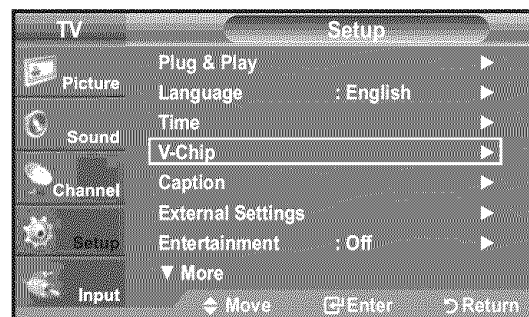 TV
Setup
Picture
Sound
Channel
Setup
Input
Plug & Play
Language : English
Time
V-Chip
Caption
External Settings
Entertainment : Off
▼ More
Move Enter Return